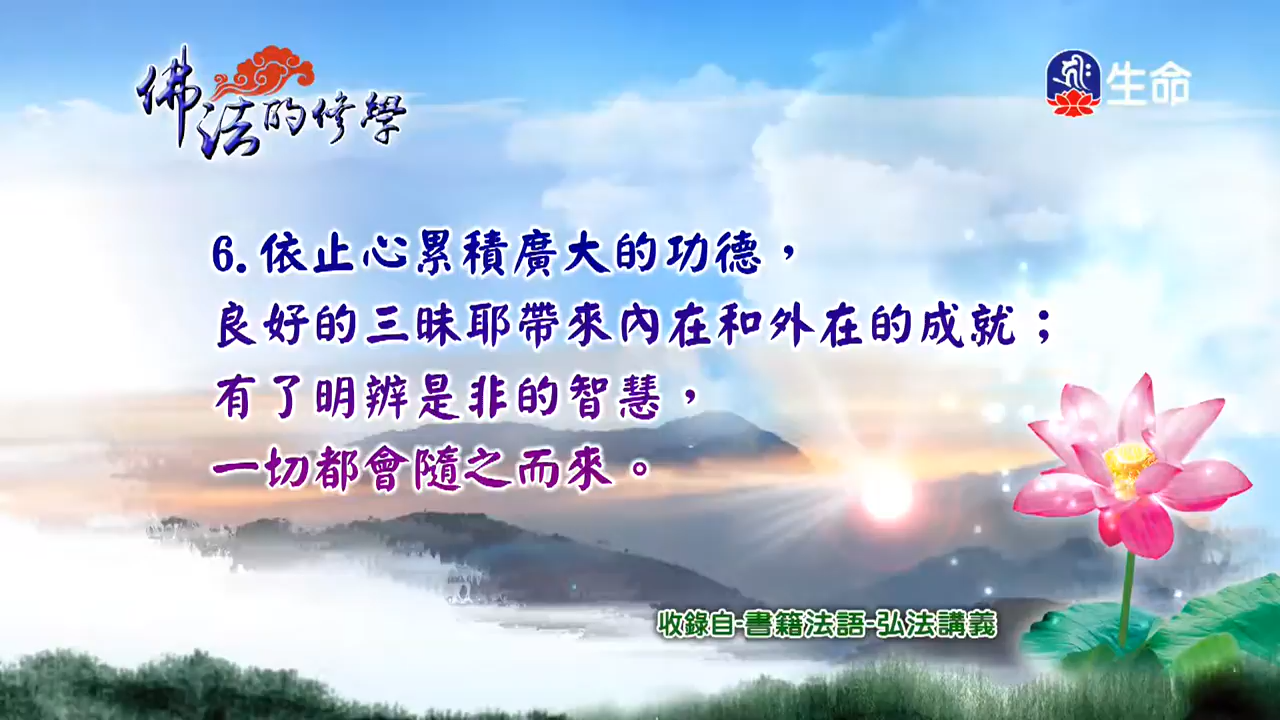 佛法的修學
生命
6.依止心累積廣大的功德，
良好的三昧耶帶來內在和外在的成就；
有了明辨是非的智慧，
一切都會隨之而來。
收錄自-書籍法語-弘法講義